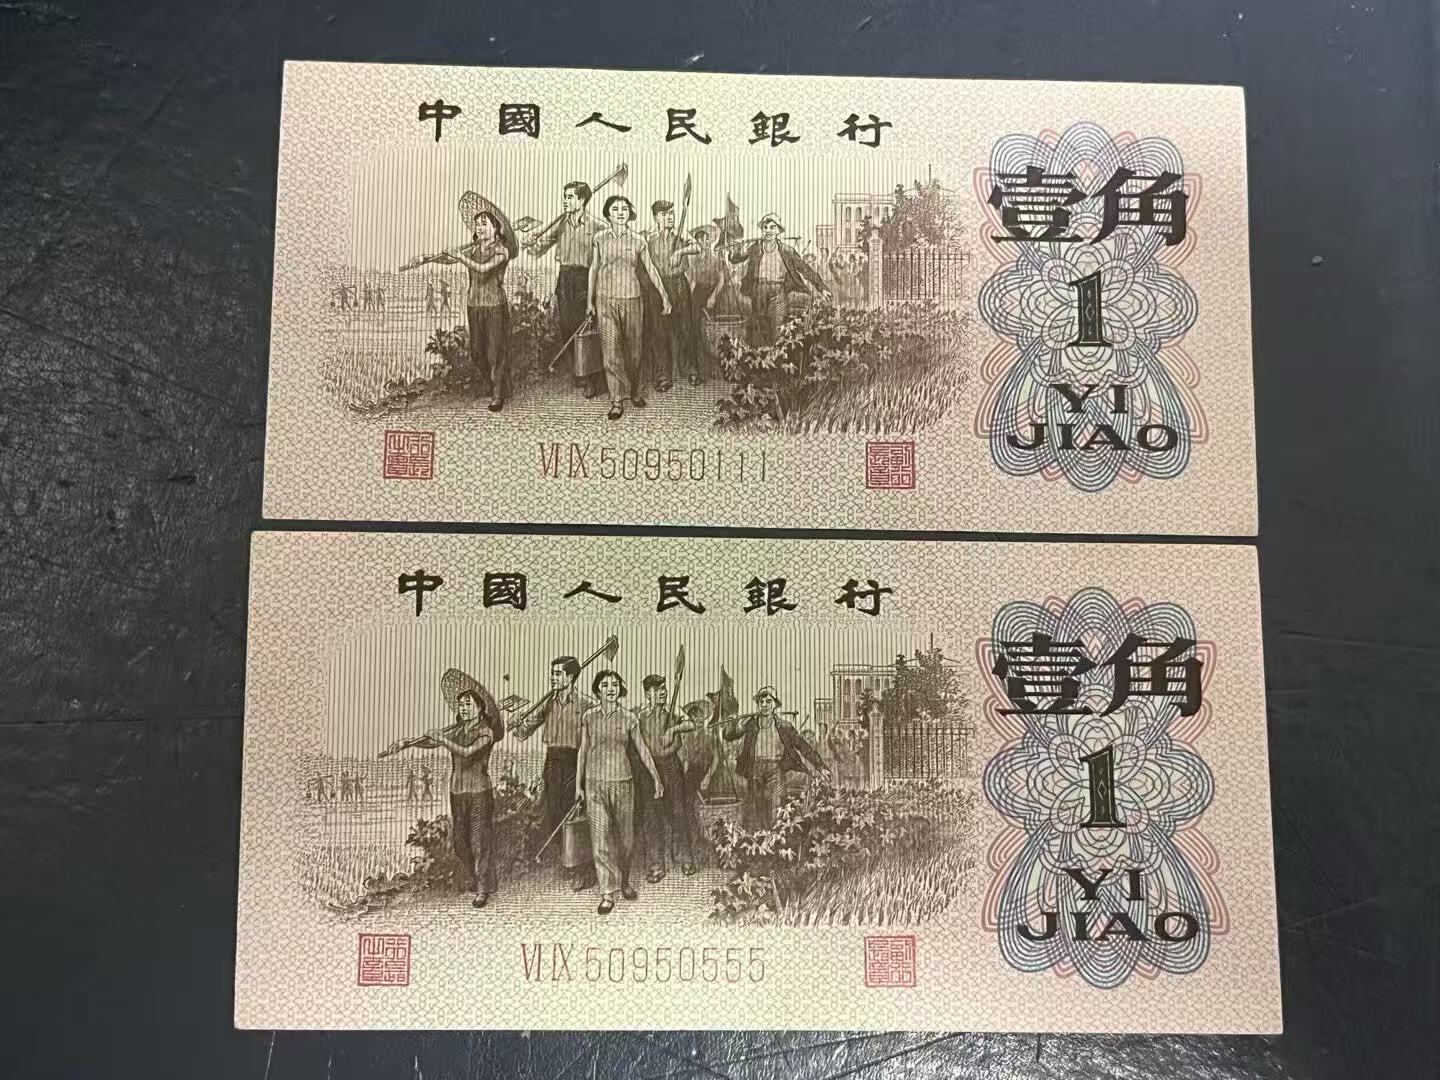 中國人民銀行
壹角
1
YI
JIAO
VI IX 50950111
中國人民銀行
壹角
1
YI
JIAO
VI IX 50950555